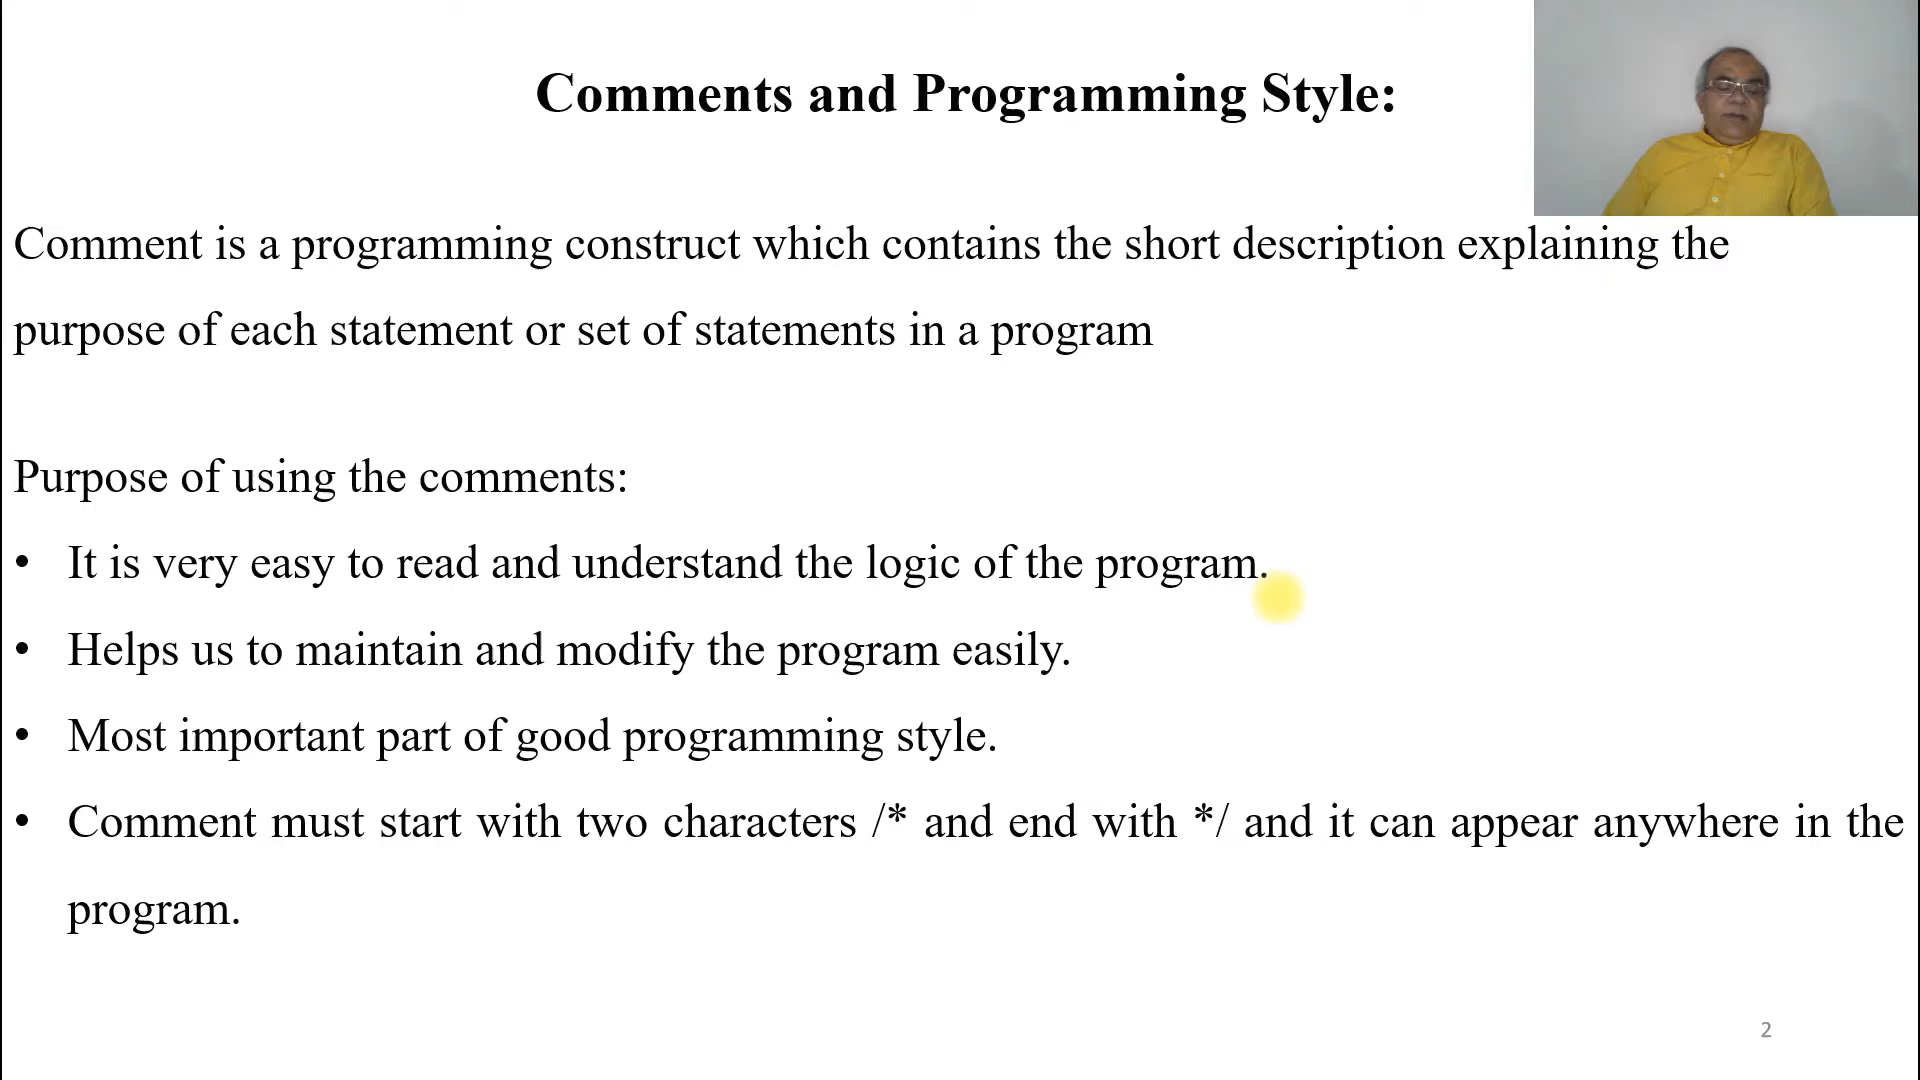 Comments and Programming Style:
Comment is a programming construct which contains the short description explaining the
purpose of each statement or set of statements in a program
Purpose of using the comments:
• It is very easy to read and understand the logic of the program.
• Helps us to maintain and modify the program easily.
• Most important part of good programming style.
• Comment must start with two characters /* and end with */ and it can appear anywhere in the
program.
2